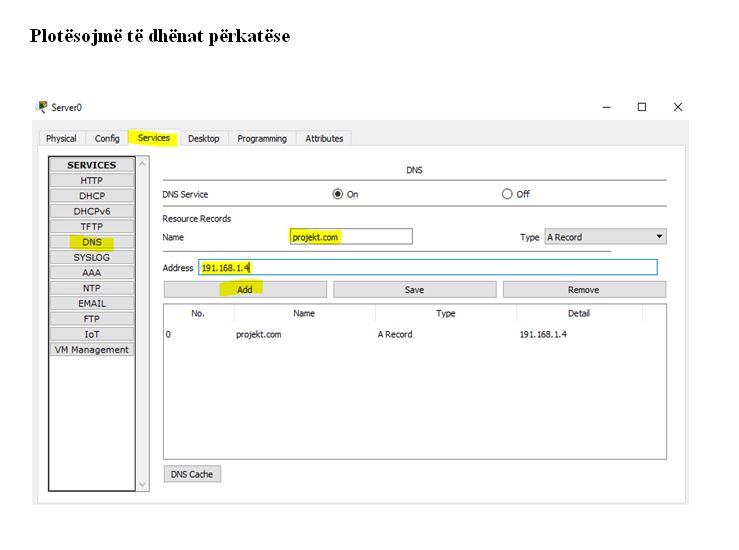 Plotësojmë të dhënat përkatëse
Server0
Physical Config Services Desktop Programming Attributes
SERVICES
HTTP
DHCP
DHCPv6
TFTP
DNS
SYSLOG
AAA
NTP
EMAIL
FTP
IoT
VM Management
DNS
DNS Service On Off
Resource Records
Name projekt.com Type A Record
Address 191.168.1.4
Add Save Remove
No. Name Type Detail
0 projekt.com A Record 191.168.1.4
DNS Cache